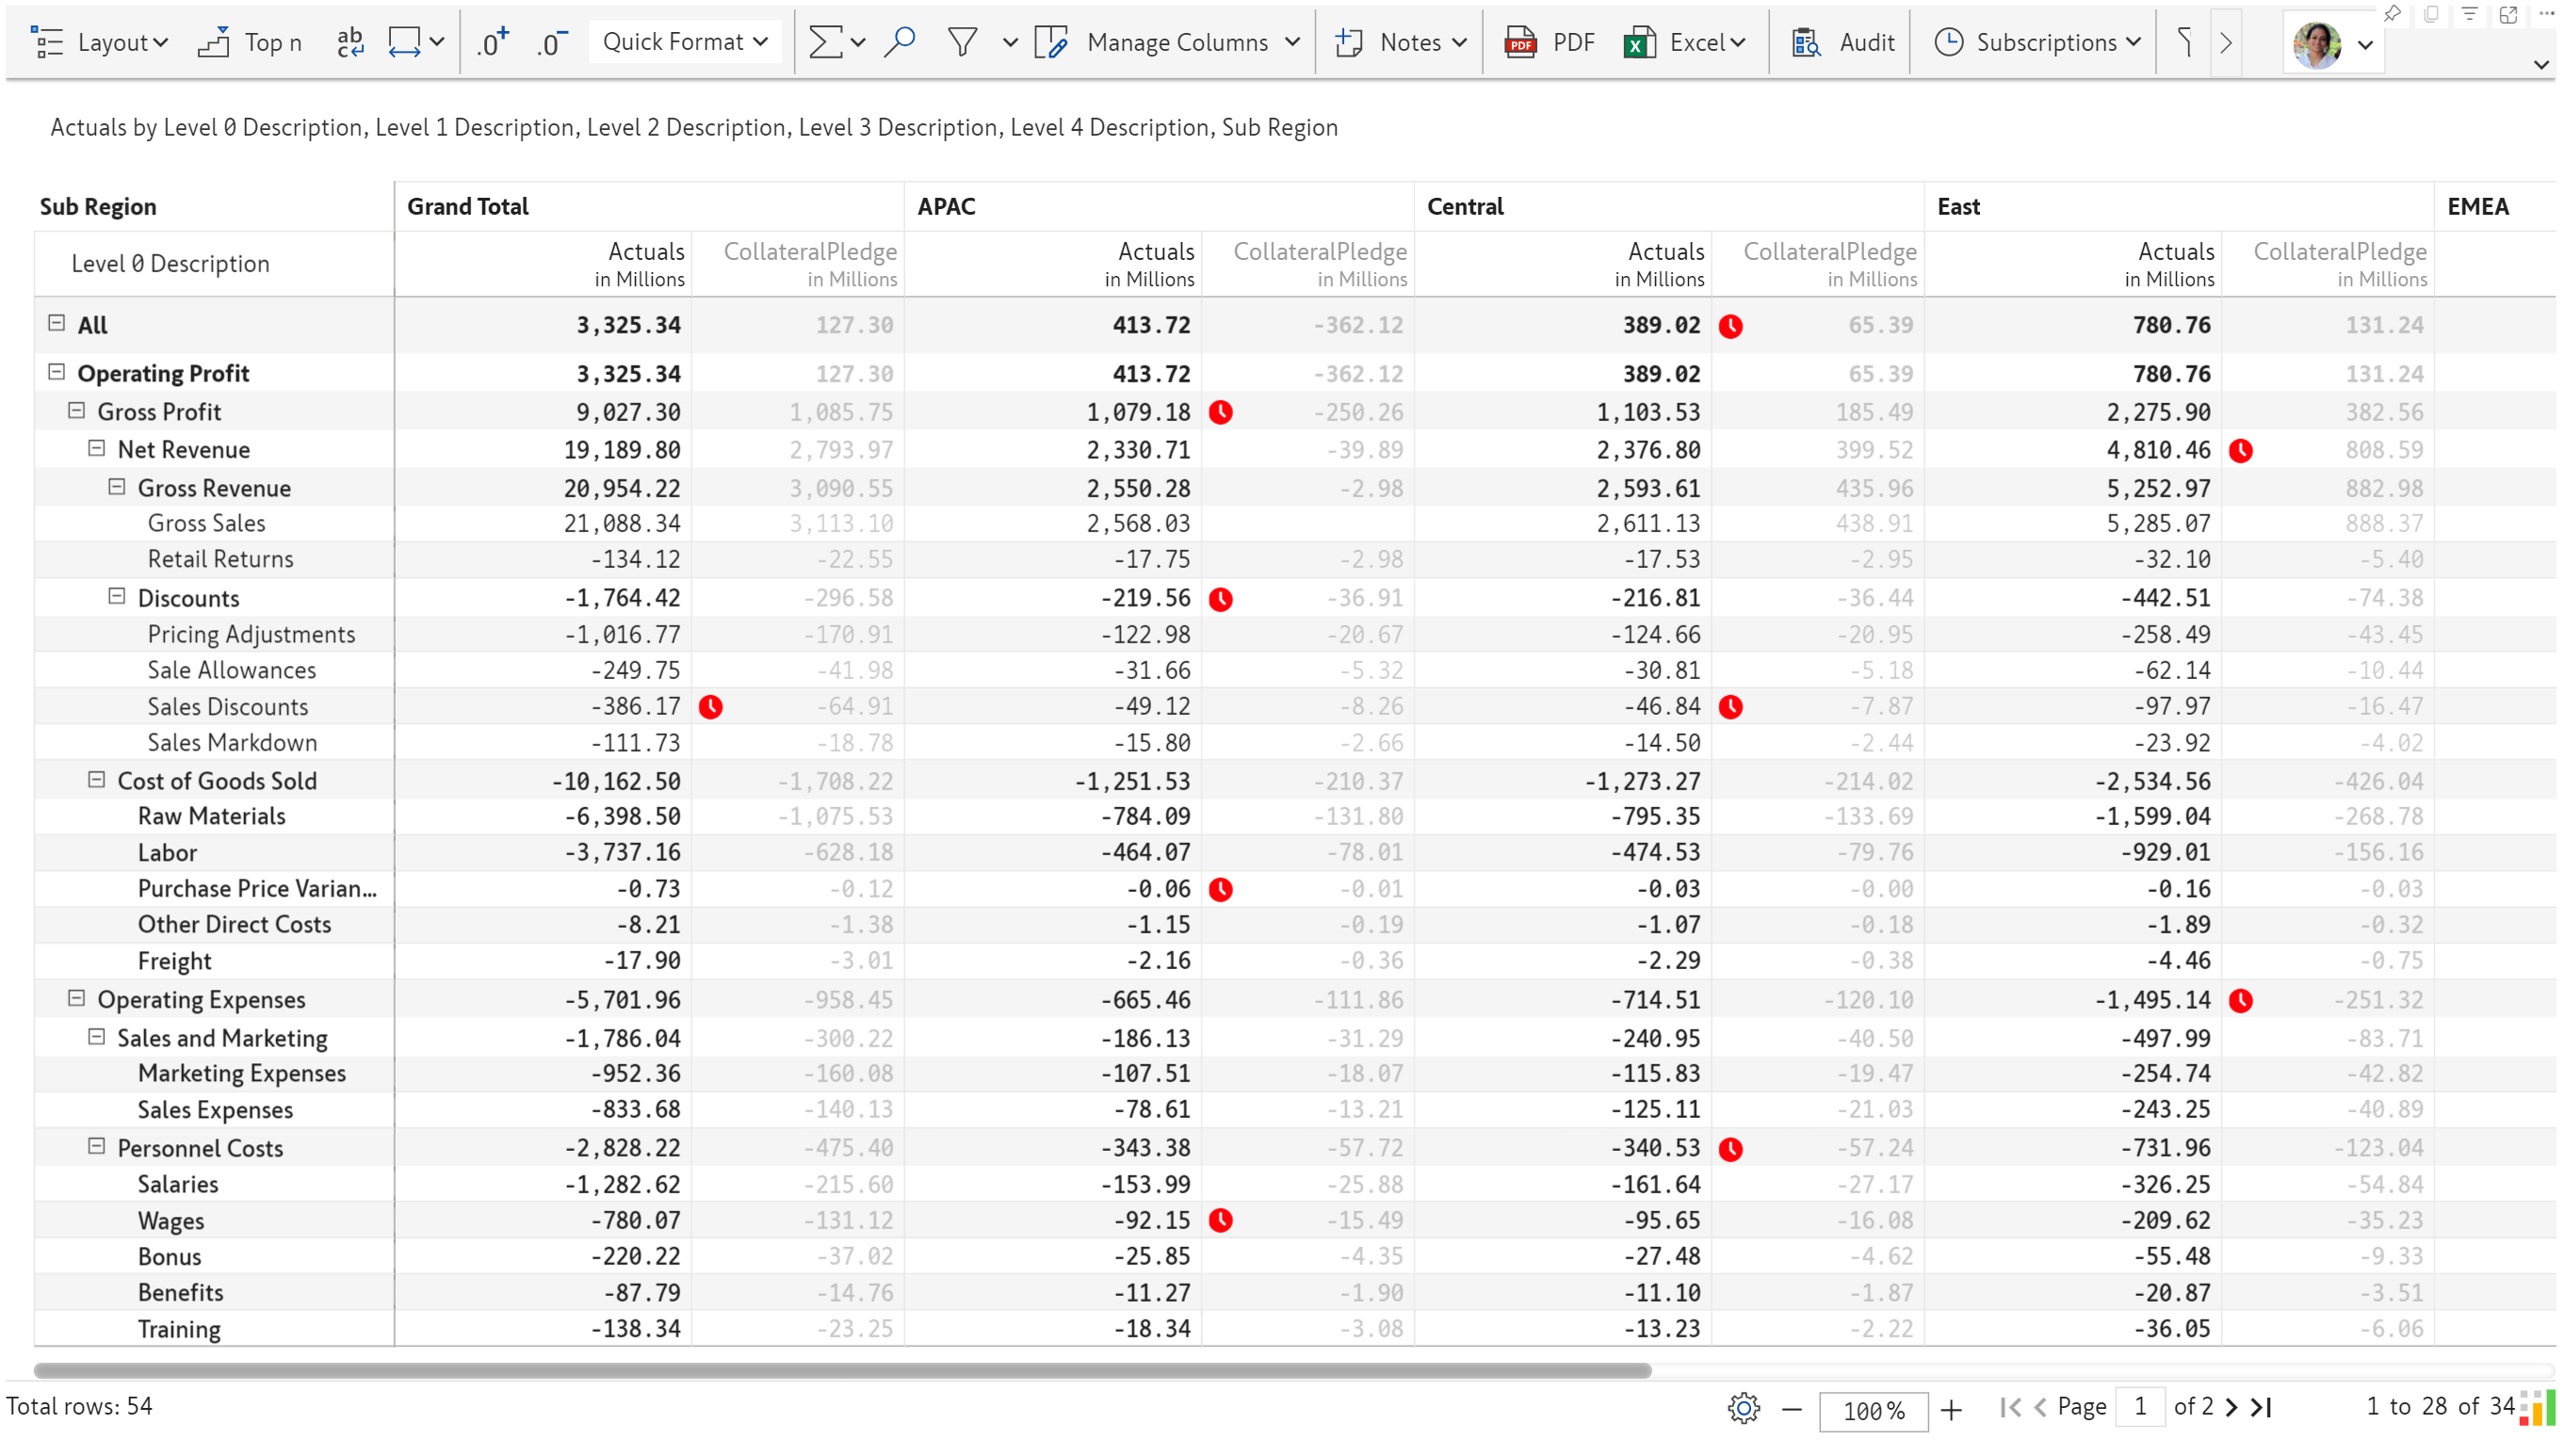 Layout Top n ab c Quick Format Manage Columns Notes PDF PDF Excel Audit Subscriptions
Actuals by Level 0 Description, Level 1 Description, Level 2 Description, Level 3 Description, Level 4 Description, Sub Region
Sub Region Grand Total APAC Central East EMEA
Level 0 Description Actuals CollateralPledge Actuals CollateralPledge Actuals CollateralPledge Actuals CollateralPledge
in Millions in Millions in Millions in Millions in Millions in Millions in Millions in Millions
All 3,325.34 127.30 413.72 -362.12 389.02 65.39 780.76 131.24
Operating Profit 3,325.34 127.30 413.72 -362.12 389.02 65.39 780.76 131.24
Gross Profit 9,027.30 1,085.75 1,079.18 -250.26 1,103.53 185.49 2,275.90 382.56
Net Revenue 19,189.80 2,793.97 2,330.71 -39.89 2,376.80 399.52 4,810.46 808.59
Gross Revenue 20,954.22 3,090.55 2,550.28 -2.98 2,593.61 435.96 5,252.97 882.98
Gross Sales 21,088.34 3,113.10 2,568.03 2,611.13 438.91 5,285.07 888.37
Retail Returns -134.12 -22.55 -17.75 -2.98 -17.53 -2.95 -32.10 -5.40
Discounts -1,764.42 -296.58 -219.56 -36.91 -216.81 -36.44 -442.51 -74.38
Pricing Adjustments -1,016.77 -170.91 -122.98 -20.67 -124.66 -20.95 -258.49 -43.45
Sale Allowances -249.75 -41.98 -31.66 -5.32 -30.81 -5.18 -62.14 -10.44
Sales Discounts -386.17 -64.91 -49.12 -8.26 -46.84 -7.87 -97.97 -16.47
Sales Markdown -111.73 -18.78 -15.80 -2.66 -14.50 -2.44 -23.92 -4.02
Cost of Goods Sold -10,162.50 -1,708.22 -1,251.53 -210.37 -1,273.27 -214.02 -2,534.56 -426.04
Raw Materials -6,398.50 -1,075.53 -784.09 -131.80 -795.35 -133.69 -1,599.04 -268.78
Labor -3,737.16 -628.18 -464.07 -78.01 -474.53 -79.76 -929.01 -156.16
Purchase Price Varian... -0.73 -0.12 -0.06 -0.01 -0.03 -0.00 -0.16 -0.03
Other Direct Costs -8.21 -1.38 -1.15 -0.19 -1.07 -0.18 -1.89 -0.32
Freight -17.90 -3.01 -2.16 -0.36 -2.29 -0.38 -4.46 -0.75
Operating Expenses -5,701.96 -958.45 -665.46 -111.86 -714.51 -120.10 -1,495.14 -251.32
Sales and Marketing -1,786.04 -300.22 -186.13 -31.29 -240.95 -40.50 -497.99 -83.71
Marketing Expenses -952.36 -160.08 -107.51 -18.07 -115.83 -19.47 -254.74 -42.82
Sales Expenses -833.68 -140.13 -78.61 -13.21 -125.11 -21.03 -243.25 -40.89
Personnel Costs -2,828.22 -475.40 -343.38 -57.72 -340.53 -57.24 -731.96 -123.04
Salaries -1,282.62 -215.60 -153.99 -25.88 -161.64 -27.17 -326.25 -54.84
Wages -780.07 -131.12 -92.15 -15.49 -95.65 -16.08 -209.62 -35.23
Bonus -220.22 -37.02 -25.85 -4.35 -27.48 -4.62 -55.48 -9.33
Benefits -87.79 -14.76 -11.27 -1.90 -11.10 -1.87 -20.87 -3.51
Training -138.34 -23.25 -18.34 -3.08 -13.23 -2.22 -36.05 -6.06
Total rows: 54 100% Page 1 of 2 1 to 28 of 34